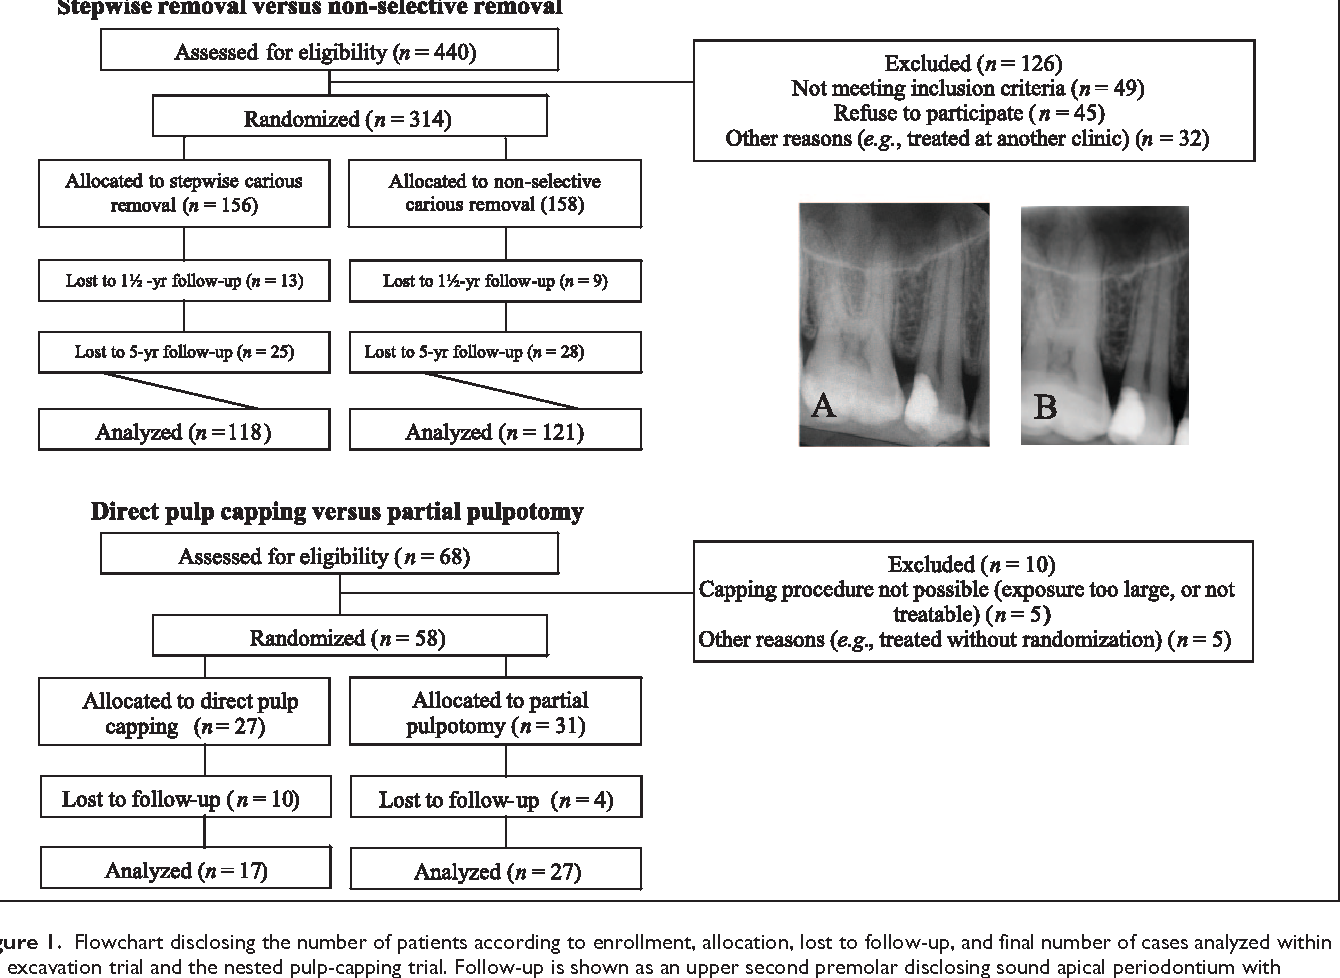 Stepwise removal versus non-selective removal
Assessed for eligibility (n = 440)
Excluded (n = 126)
Not meeting inclusion criteria (n = 49)
Refuse to participate (n = 45)
Other reasons (e.g., treated at another clinic) (n = 32)
Randomized (n = 314)
Allocated to stepwise carious
removal (n = 156)
Allocated to non-selective
carious removal (158)
Lost to 1½ -yr follow-up (n = 13)
Lost to 1½-yr follow-up (n = 9)
Lost to 5-yr follow-up (n = 25)
Lost to 5-yr follow-up (n = 28)
Analyzed (n =118)
Analyzed (n = 121)
A
B
Direct pulp capping versus partial pulpotomy
Assessed for eligibility (n = 68)
Excluded (n = 10)
Capping procedure not possible (exposure too large, or not
treatable) (n = 5)
Other reasons (e.g., treated without randomization) (n = 5)
Randomized (n = 58)
Allocated to direct pulp
capping (n = 27)
Allocated to partial
pulpotomy (n = 31)
Lost to follow-up (n = 10)
Lost to follow-up (n = 4)
Analyzed (n = 17)
Analyzed (n = 27)
gure 1. Flowchart disclosing the number of patients according to enrollment, allocation, lost to follow-up, and final number of cases analyzed within
excavation trial and the nested pulp-capping trial. Follow-up is shown as an upper second premolar disclosing sound apical periodontium with